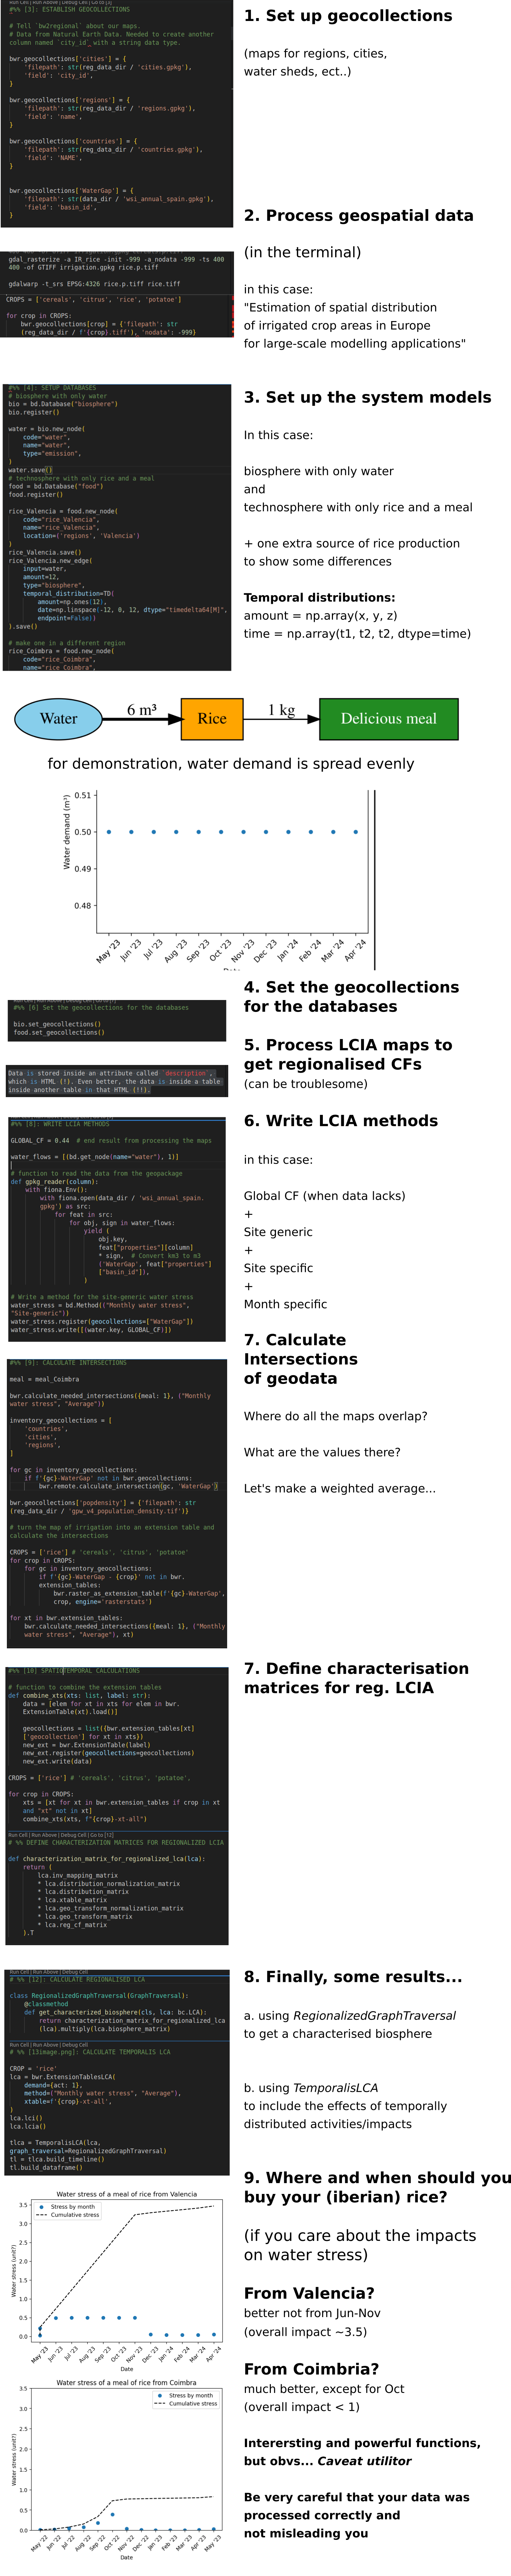 Run Cell | Run Above | Debug Cell | Go to [3]
#%% [3]: ESTABLISH GEOCOLLECTIONS
# Tell `bw2regional` about our maps.
# Data from Natural Earth Data. Needed to create another
column named `city_id`_with a string data type.
bwr.geocollections['cities'] = {
'filepath': str(reg_data_dir / 'cities.gpkg'),
'field': 'city_id',
}
bwr.geocollections['regions'] = {
'filepath': str(reg_data_dir / 'regions.gpkg'),
'field': 'name',
}
bwr.geocollections['countries'] = {
'filepath': str(reg_data_dir / 'countries.gpkg'),
'field': 'NAME',
}
bwr.geocollections['WaterGap'] = {
'filepath': str(data_dir / 'wsi_annual_spain.gpkg'),
'field': 'basin_id',
}
1. Set up geocollections
(maps for regions, cities,
water sheds, ect..)
2. Process geospatial data
(in the terminal)
in this case:
"Estimation of spatial distribution
of irrigated crop areas in Europe
for large-scale modelling applications"
gdal_rasterize -a IR_rice -init -999 -a_nodata -999 -ts 400
400 -of GTIFF irrigation.gpkg rice.p.tiff
gdalwarp -t_srs EPSG:4326 rice.p.tiff rice.tiff
CROPS = ['cereals', 'citrus', 'rice', 'potatoe']
for crop in CROPS:
bwr.geocollections[crop] = {'filepath': str
(reg_data_dir / f'{crop}.tiff'), 'nodata': -999}
#%% [4]: SETUP DATABASES
# biosphere with only water
bio = bd.Database("biosphere")
bio.register()
water = bio.new_node(
code="water",
name="water",
type="emission",
)
water.save()
# technosphere with only rice and a meal
food = bd.Database("food")
food.register()
rice_Valencia = food.new_node(
code="rice_Valencia",
name="rice_Valencia",
location=('regions', 'Valencia')
)
rice_Valencia.save()
rice_Valencia.new_edge(
input=water,
amount=12,
type="biosphere",
temporal_distribution=TD(
amount=np.ones(12),
date=np.linspace(-12, 0, 12, dtype="timedelta64[M]",
endpoint=False))
).save()
# make one in a different region
rice_Coimbra = food.new_node(
code="rice_Coimbra",
name="rice Coimbra",
3. Set up the system models
In this case:
biosphere with only water
and
technosphere with only rice and a meal
+ one extra source of rice production
to show some differences
Temporal distributions:
amount = np.array(x, y, z)
time = np.array(t1, t2, t2, dtype=time)
Water 6 m³ Rice 1 kg Delicious meal
for demonstration, water demand is spread evenly
Water demand (m³)
0.51
0.50
0.49
0.48
May '23 Jun '23 Jul '23 Aug '23 Sep '23 Oct '23 Nov '23 Dec '23 Jan '24 Feb '24 Mar '24 Apr '24
4. Set the geocollections
for the databases
#%% [6] Set the geocollections for the databases
bio.set_geocollections()
food.set_geocollections()
5. Process LCIA maps to
get regionalised CFs
(can be troublesome)
Data is stored inside an attribute called `description`,
which is HTML (!). Even better, the data is inside a table
inside another table in that HTML (!!).
6. Write LCIA methods
in this case:
Global CF (when data lacks)
+
Site generic
+
Site specific
+
Month specific
#%% [8]: WRITE LCIA METHODS
GLOBAL_CF = 0.44 # end result from processing the maps
water_flows = [(bd.get_node(name="water"), 1)]
# function to read the data from the geopackage
def gpkg_reader(column):
with fiona.Env():
with fiona.open(data_dir / 'wsi_annual_spain.
gpkg') as src:
for feat in src:
for obj, sign in water_flows:
yield (
obj.key,
feat["properties"][column]
* sign, # Convert km3 to m3
('WaterGap', feat["properties"]
["basin_id"]),
)
# Write a method for the site-generic water stress
water_stress = bd.Method(("Monthly water stress",
"Site-generic"))
water_stress.register(geocollections=["WaterGap"])
water_stress.write([(water.key, GLOBAL_CF)])
7. Calculate
Intersections
of geodata
Where do all the maps overlap?
What are the values there?
Let's make a weighted average...
#%% [9]: CALCULATE INTERSECTIONS
meal = meal_Coimbra
bwr.calculate_needed_intersections({meal: 1}, ("Monthly
water stress", "Average"))
inventory_geocollections = [
'countries',
'cities',
'regions',
]
for gc in inventory_geocollections:
if f'{gc}-WaterGap' not in bwr.geocollections:
bwr.remote.calculate_intersection(gc, 'WaterGap')
bwr.geocollections['popdensity'] = {'filepath': str
(reg_data_dir / 'gpw_v4_population_density.tif')}
# turn the map of irrigation into an extension table and
calculate the intersections
CROPS = ['rice'] # 'cereals', 'citrus', 'potatoe'
for crop in CROPS:
for gc in inventory_geocollections:
if f'{gc}-WaterGap - {crop}' not in bwr.
extension_tables:
bwr.raster_as_extension_table(f'{gc}-WaterGap',
crop, engine='rasterstats')
for xt in bwr.extension_tables:
bwr.calculate_needed_intersections({meal: 1}, ("Monthly
water stress", "Average"), xt)
7. Define characterisation
matrices for reg. LCIA
#%% [10] SPATIOTEMPORAL CALCULATIONS
# function to combine the extension tables
def combine_xts(xts: list, label: str):
data = [elem for xt in xts for elem in bwr.
ExtensionTable(xt).load()]
geocollections = list({bwr.extension_tables[xt]
['geocollection'] for xt in xts})
new_ext = bwr.ExtensionTable(label)
new_ext.register(geocollections=geocollections)
new_ext.write(data)
CROPS = ['rice'] # 'cereals', 'citrus', 'potatoe',
for crop in CROPS:
xts = [xt for xt in bwr.extension_tables if crop in xt
and "xt" not in xt]
combine_xts(xts, f"{crop}-xt-all")
Run Cell | Run Above | Debug Cell | Go to [12]
# %% DEFINE CHARACTERIZATION MATRICES FOR REGIONALIZED LCIA
def characterization_matrix_for_regionalized_lca(lca):
return (
lca.inv_mapping_matrix
* lca.distribution_normalization_matrix
* lca.distribution_matrix
* lca.xtable_matrix
* lca.geo_transform_normalization_matrix
* lca.geo_transform_matrix
* lca.reg_cf_matrix
).T
8. Finally, some results...
a. using RegionalizedGraphTraversal
to get a characterised biosphere
b. using TemporalisLCA
to include the effects of temporally
distributed activities/impacts
Run Cell | Run Above | Debug Cell
# %% [12]: CALCULATE REGIONALISED LCA
class RegionalizedGraphTraversal(GraphTraversal):
@classmethod
def get_characterized_biosphere(cls, lca: bc.LCA):
return characterization_matrix_for_regionalized_lca
(lca).multiply(lca.biosphere_matrix)
Run Cell | Run Above | Debug Cell
# %% [13image.png]: CALCULATE TEMPORALIS LCA
CROP = 'rice'
lca = bwr.ExtensionTablesLCA(
demand={act: 1},
method=("Monthly water stress", "Average"),
xtable=f'{crop}-xt-all',
)
lca.lci()
lca.lcia()
tlca = TemporalisLCA(lca,
graph_traversal=RegionalizedGraphTraversal)
tl = tlca.build_timeline()
tl.build_dataframe()
9. Where and when should you
buy your (iberian) rice?
(if you care about the impacts
on water stress)
From Valencia?
better not from Jun-Nov
(overall impact ~3.5)
From Coimbria?
much better, except for Oct
(overall impact < 1)
Interersting and powerful functions,
but obvs... Caveat utilitor
Be very careful that your data was
processed correctly and
not misleading you
Water stress of a meal of rice from Valencia
Stress by month
Cumulative stress
Water stress (unit?)
3.5
3.0
2.5
2.0
1.5
1.0
0.5
0.0
May '23 Jun '23 Jul '23 Aug '23 Sep '23 Oct '23 Nov '23 Dec '23 Jan '24 Feb '24 Mar '24 Apr '24
Date
Water stress of a meal of rice from Coimbra
Stress by month
Cumulative stress
Water stress (unit?)
3.5
3.0
2.5
2.0
1.5
1.0
0.5
0.0
May '22 Jun '22 Jul '22 Aug '22 Sep '22 Oct '22 Nov '22 Dec '22 Jan '23 Feb '23 Mar '23 Apr '23 May '23
Date